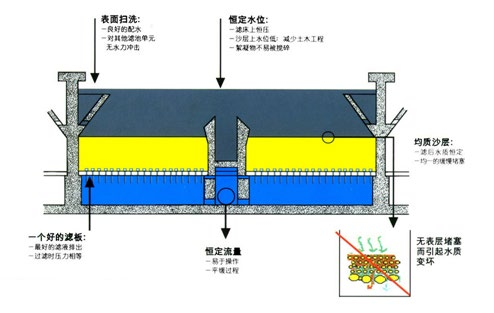 表面扫洗:
－良好的配水
－对其他滤池单元
无水力冲击
恒定水位:
－滤床上恒压
－沙层上水位低：减少土木工程
－絮凝物不易被搅碎
均质沙层:
－滤后水质恒定
－均一的缓慢堵塞
一个好的滤板:
－最好的滤液排出
－过滤时压力相等
恒定流量
－易于操作
－平缓过程
无表层堵塞
而引起水质
变坏